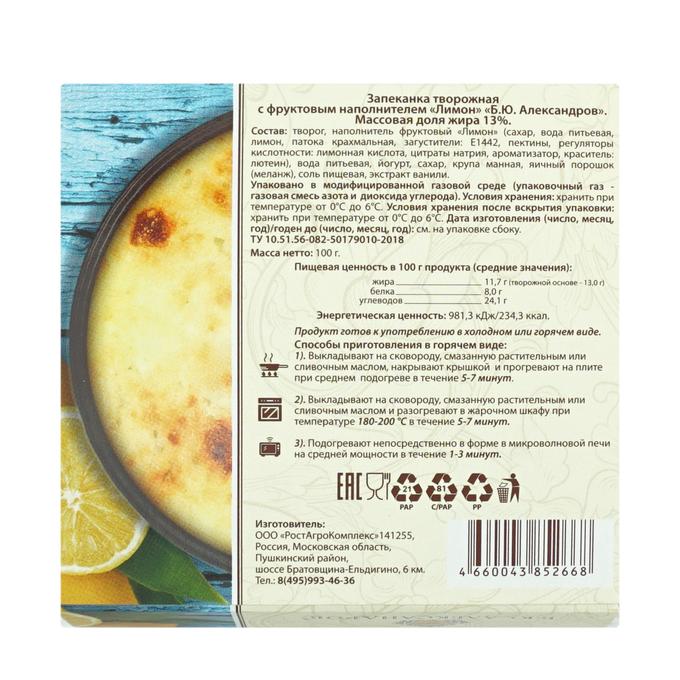 Запеканка творожная
с фруктовым наполнителем «Лимон» «Б.Ю. Александров».
Массовая доля жира 13%.
Состав: творог, наполнитель фруктовый «Лимон» (сахар, вода питьевая,
лимон, патока крахмальная, загустители: Е1442, пектины, регуляторы
кислотности: лимонная кислота, цитраты натрия, ароматизатор, краситель:
лютеин), вода питьевая, йогурт, сахар, крупа манная, яичный порошок
(меланж), соль пищевая, экстракт ванили.
Упаковано в модифицированной газовой среде (упаковочный газ -
газовая смесь азота и диоксида углерода). Условия хранения: хранить при
температуре от 0°С до 6°С. Условия хранения после вскрытия упаковки:
хранить при температуре от 0°С до 6°С. Дата изготовления (число, месяц,
год)/годен до (число, месяц, год): см. на упаковке сбоку.
ТУ 10.51.56-082-50179010-2018
Масса нетто: 100 г.
Пищевая ценность в 100 г продукта (средние значения):
жира 11,7 г (творожной основе - 13,0 г)
белка 8,0 г
углеводов 24,1 г
Энергетическая ценность: 981,3 кДж/234,3 ккал.
Продукт готов к употреблению в холодном или горячем виде.
Способы приготовления в горячем виде:
1). Выкладывают на сковороду, смазанную растительным или
сливочным маслом, накрывают крышкой и прогревают на плите
при среднем подогреве в течение 5-7 минут.
2). Выкладывают на сковороду, смазанную растительным или
сливочным маслом и разогревают в жарочном шкафу при
температуре 180-200 °С в течение 5-7 минут.
3). Подогревают непосредственно в форме в микроволновой печи
на средней мощности в течение 1-3 минут.
ЕАС 21 81 5
PAP C/PAP PP
Изготовитель:
ООО «РостАгроКомплекс»141255,
Россия, Московская область,
Пушкинский район,
шоссе Братовщина-Ельдигино, 6 км.
Тел.: 8(495)993-46-36
4 660043 852668